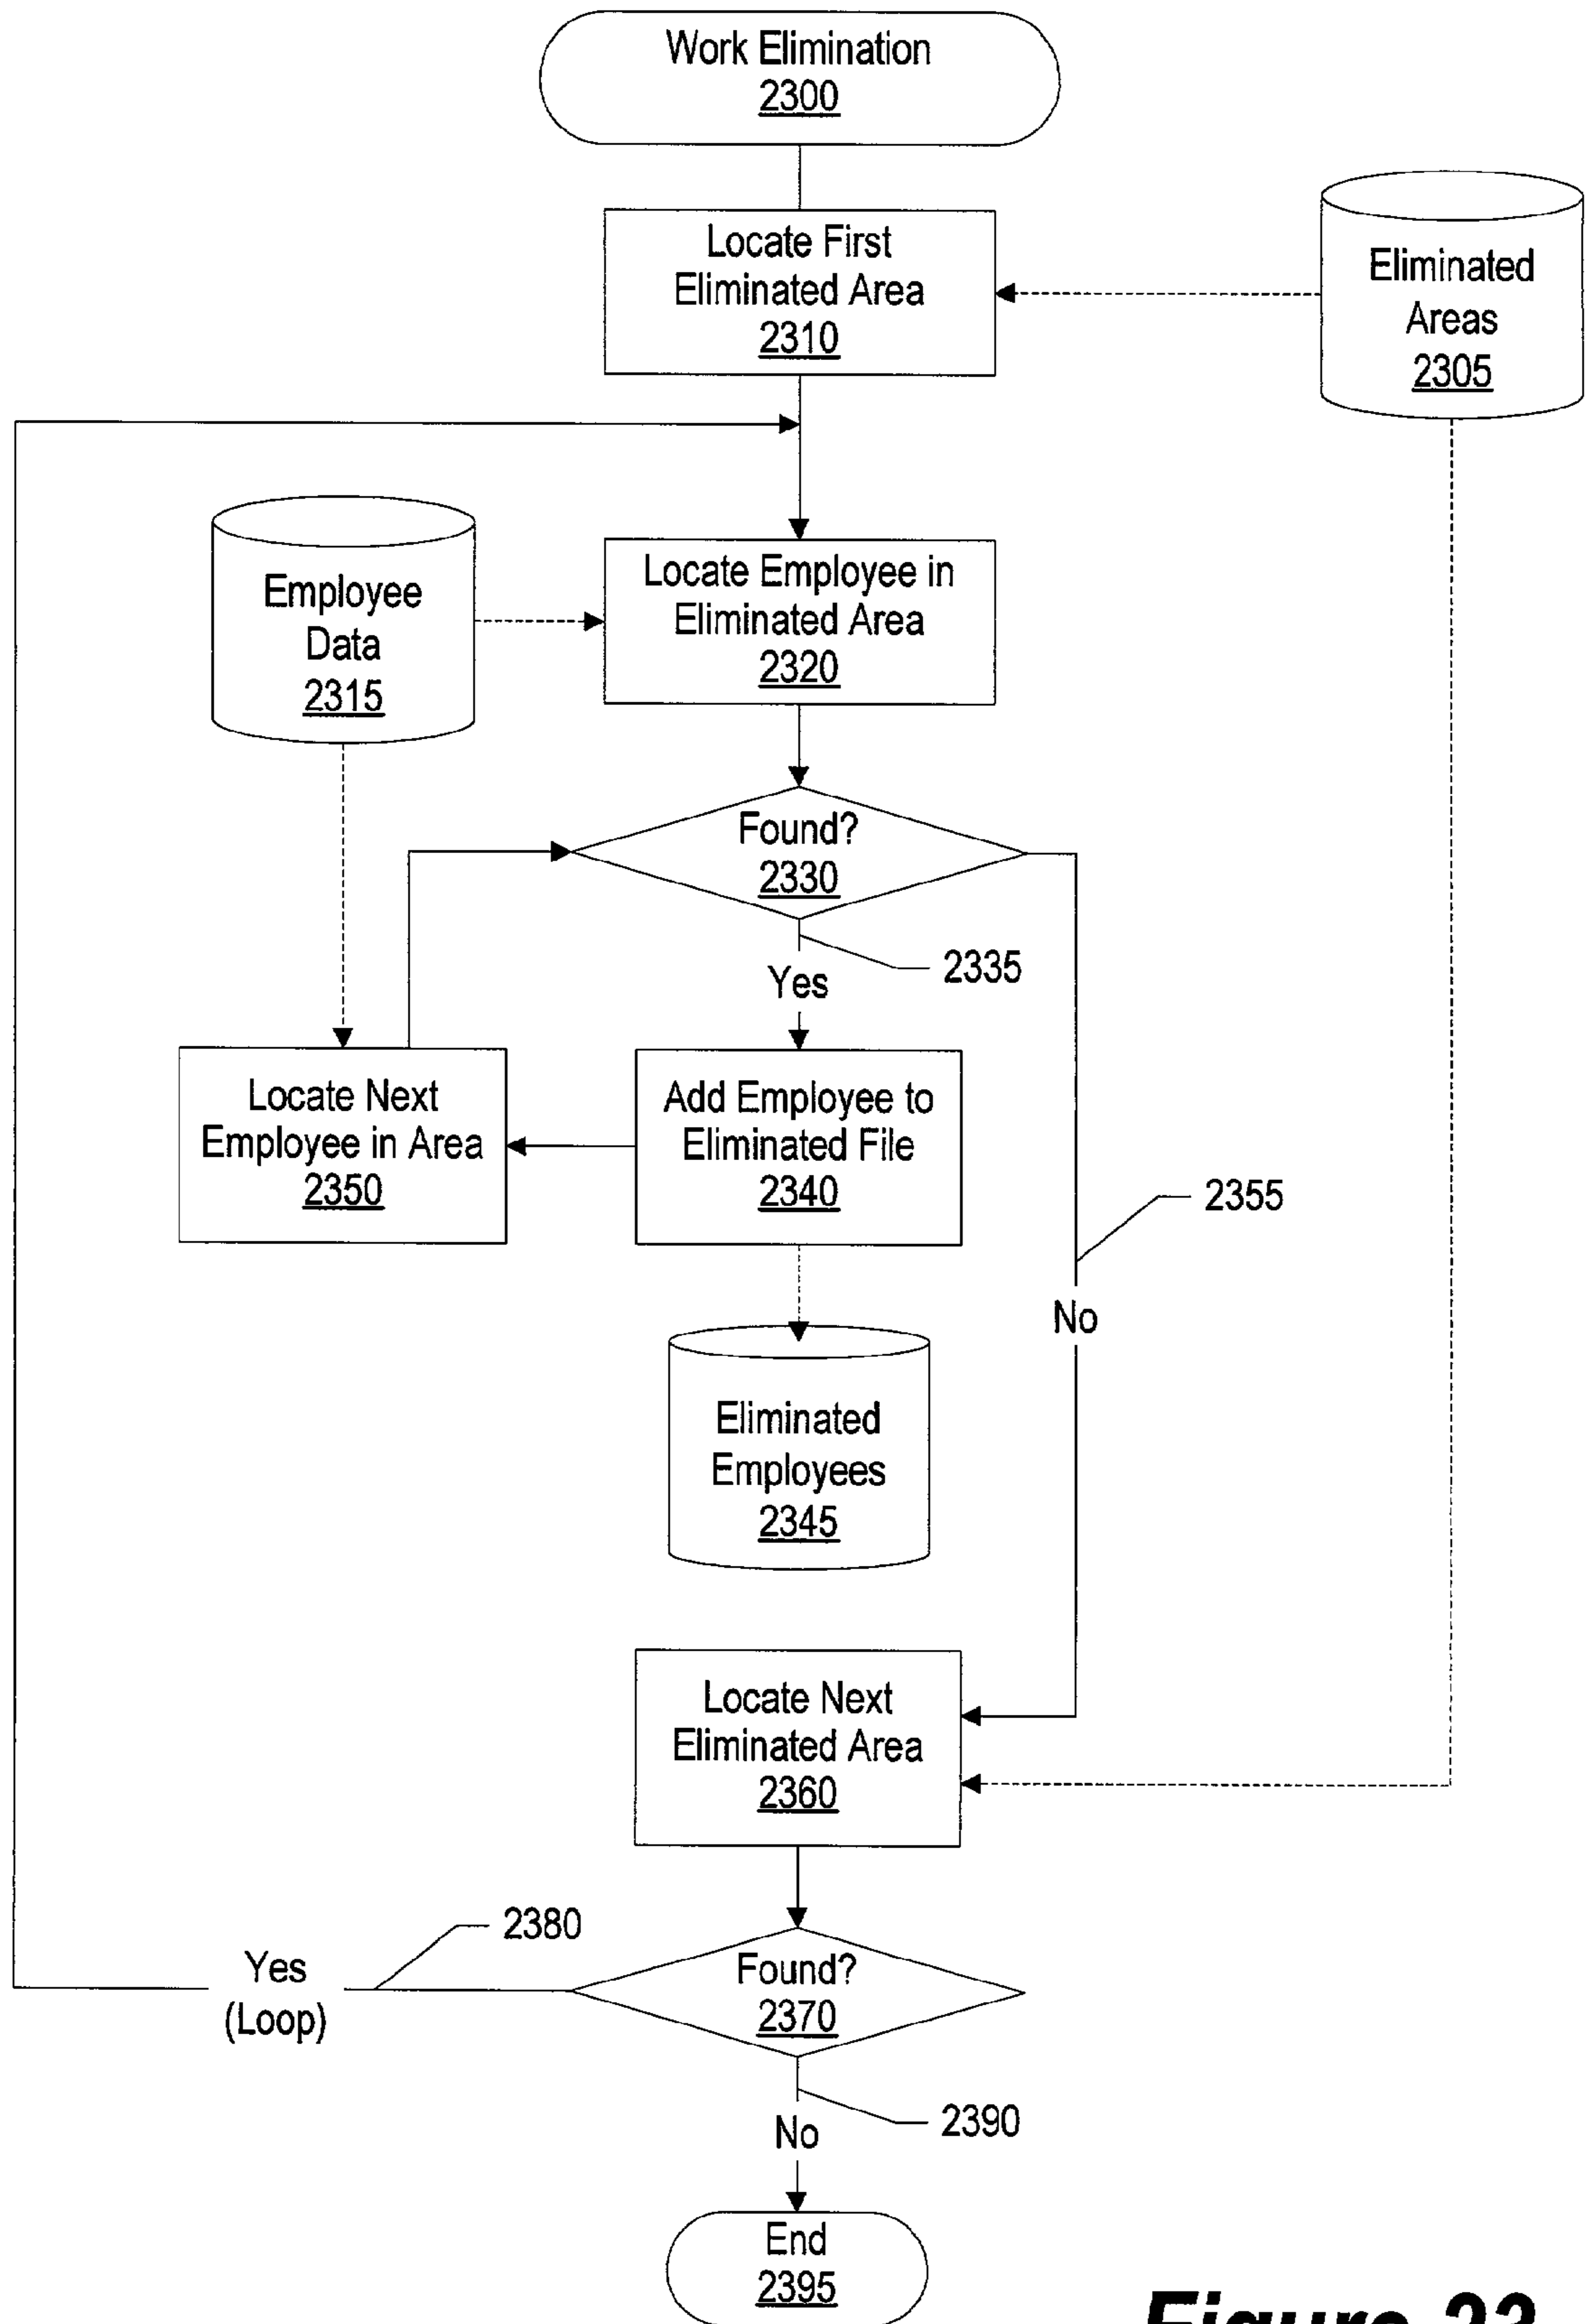 Work Elimination
2300
Locate First
Eliminated Area
2310
Eliminated
Areas
2305
Employee
Data
2315
Locate Employee in
Eliminated Area
2320
Found?
2330
2335
Yes
Locate Next
Employee in Area
2350
Add Employee to
Eliminated File
2340
2355
No
Eliminated
Employees
2345
Locate Next
Eliminated Area
2360
2380
Yes
(Loop)
Found?
2370
2390
No
End
2395
Figure 23